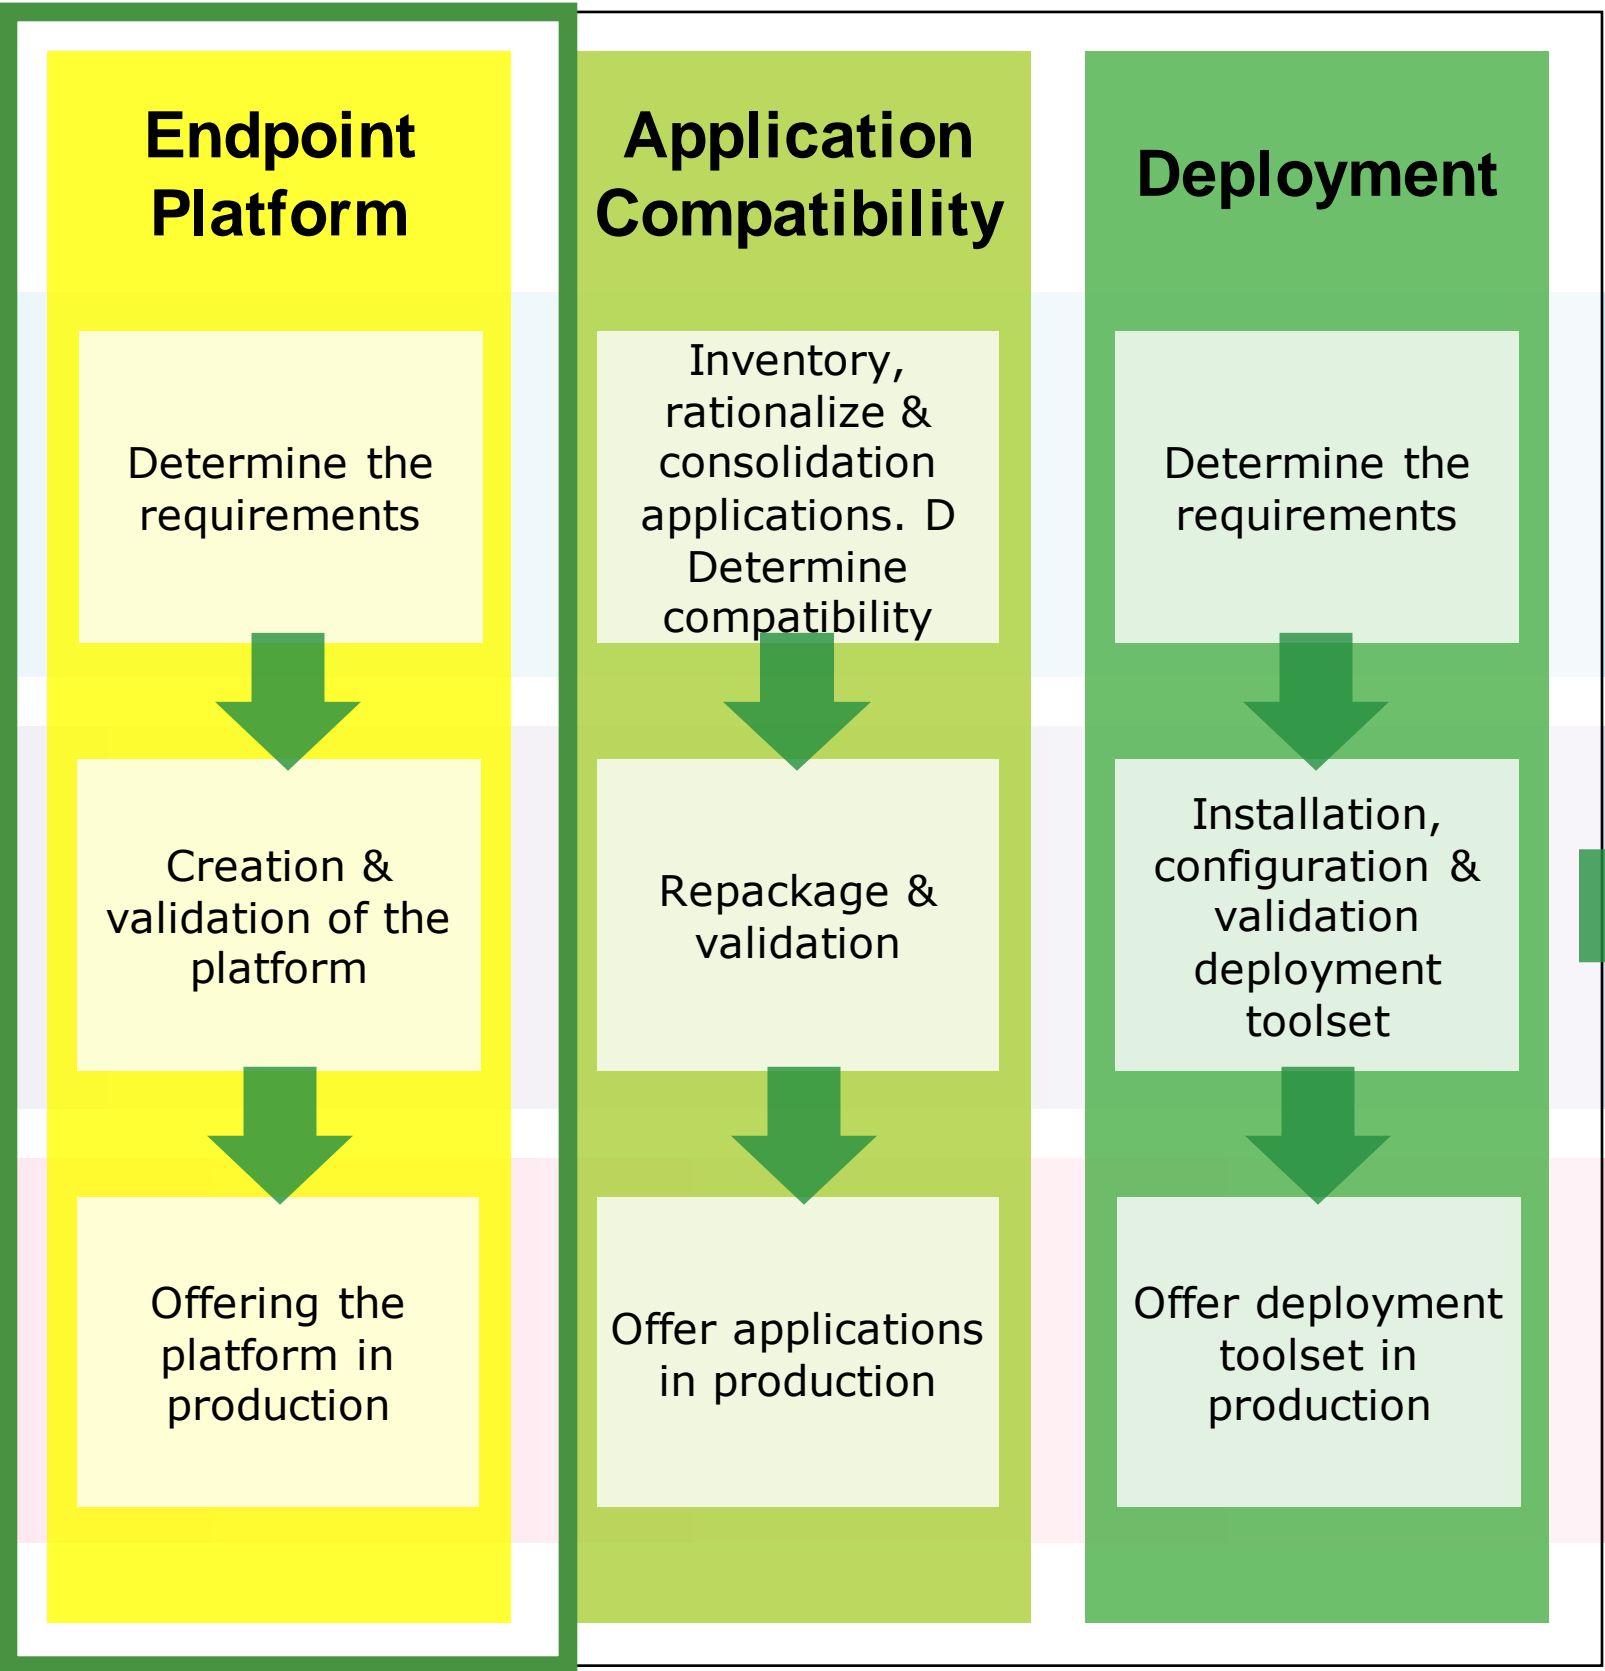 Endpoint
Platform
Determine the
requirements
Creation &
validation of the
platform
Offering the
platform in
production
Application
Compatibility
Inventory,
rationalize &
consolidation
applications. D
Determine
compatibility
Repackage &
validation
Offer applications
in production
Deployment
Determine the
requirements
Installation,
configuration &
validation
deployment
toolset
Offer deployment
toolset in
production